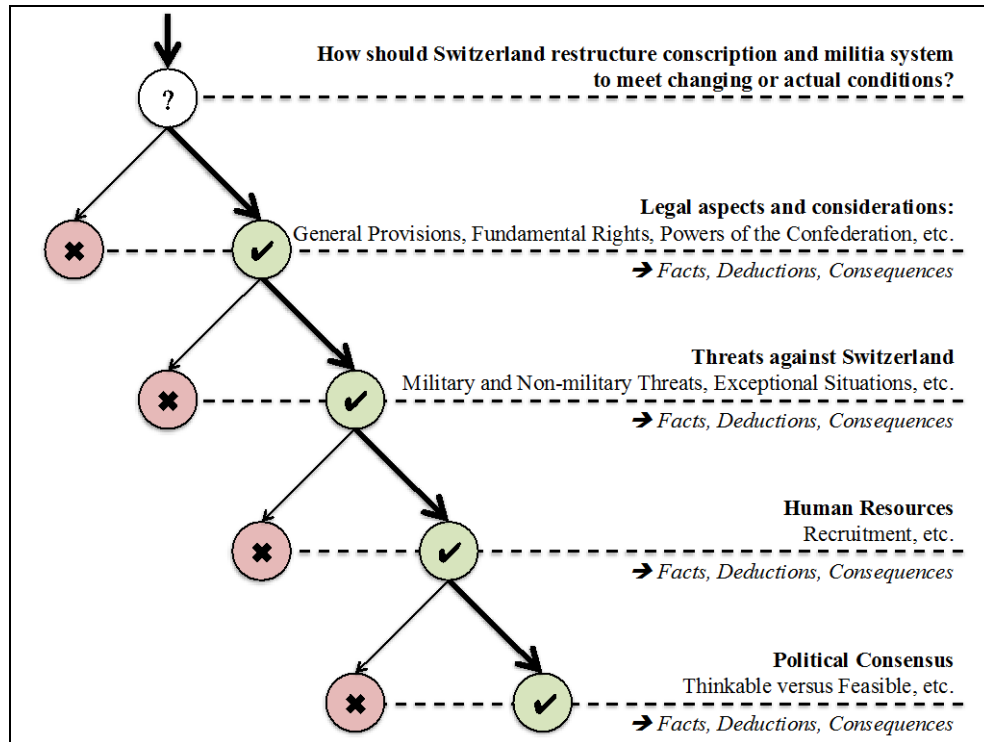 How should Switzerland restructure conscription and militia system
to meet changing or actual conditions?
?
Legal aspects and considerations:
General Provisions, Fundamental Rights, Powers of the Confederation, etc.
➔ Facts, Deductions, Consequences
Threats against Switzerland
Military and Non-military Threats, Exceptional Situations, etc.
➔ Facts, Deductions, Consequences
Human Resources
Recruitment, etc.
➔ Facts, Deductions, Consequences
Political Consensus
Thinkable versus Feasible, etc.
➔ Facts, Deductions, Consequences